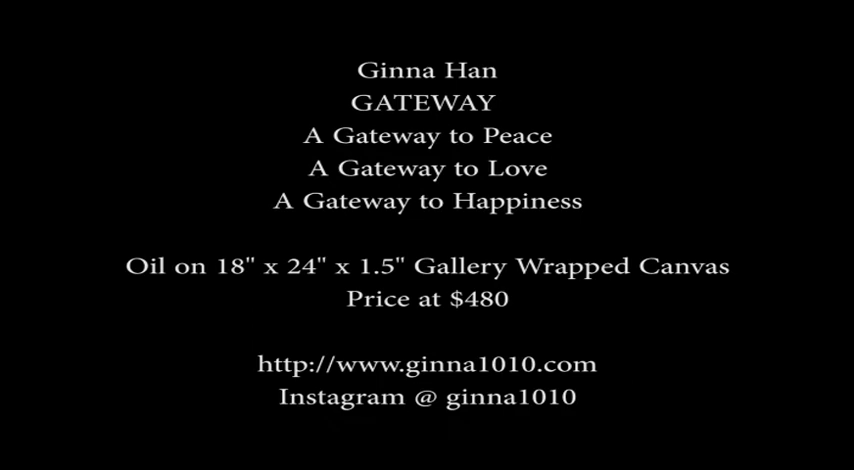 Ginna Han
GATEWAY
A Gateway to Peace
A Gateway to Love
A Gateway to Happiness
Oil on 18" x 24" x 1.5" Gallery Wrapped Canvas
Price at $480
http://www.ginna1010.com
Instagram @ ginna1010